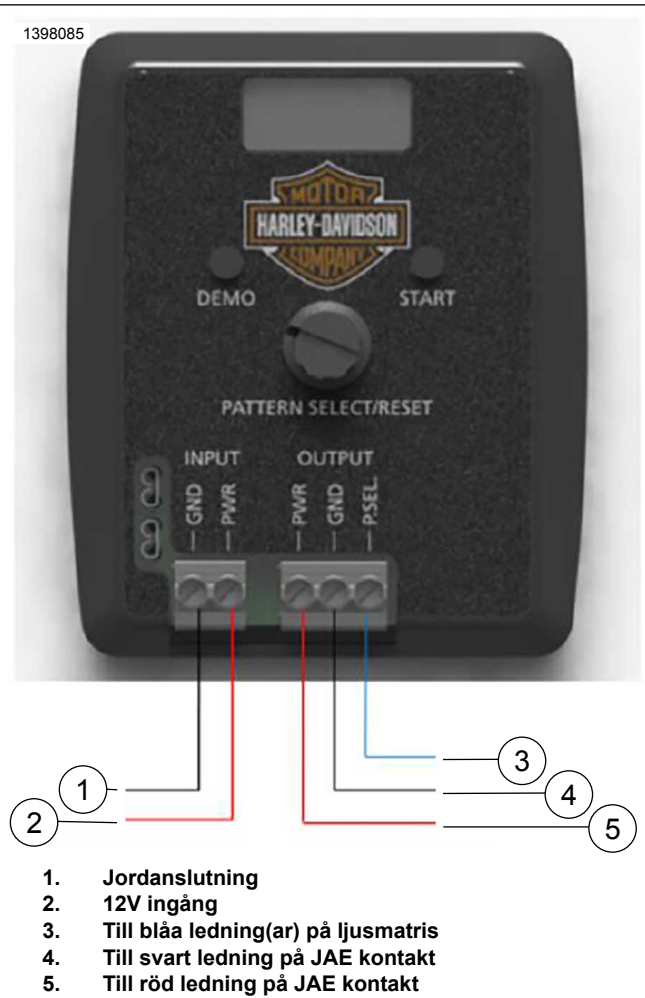 1398085
MOTOR
HARLEY-DAVIDSON
COMPANY
DEMO
START
PATTERN SELECT/RESET
INPUT
OUTPUT
GND
PWR
PWR
GND
P.SEL.
1
2
3
4
5
1. Jordanslutning
2. 12V ingång
3. Till blåa ledning(ar) på ljusmatris
4. Till svart ledning på JAE kontakt
5. Till röd ledning på JAE kontakt